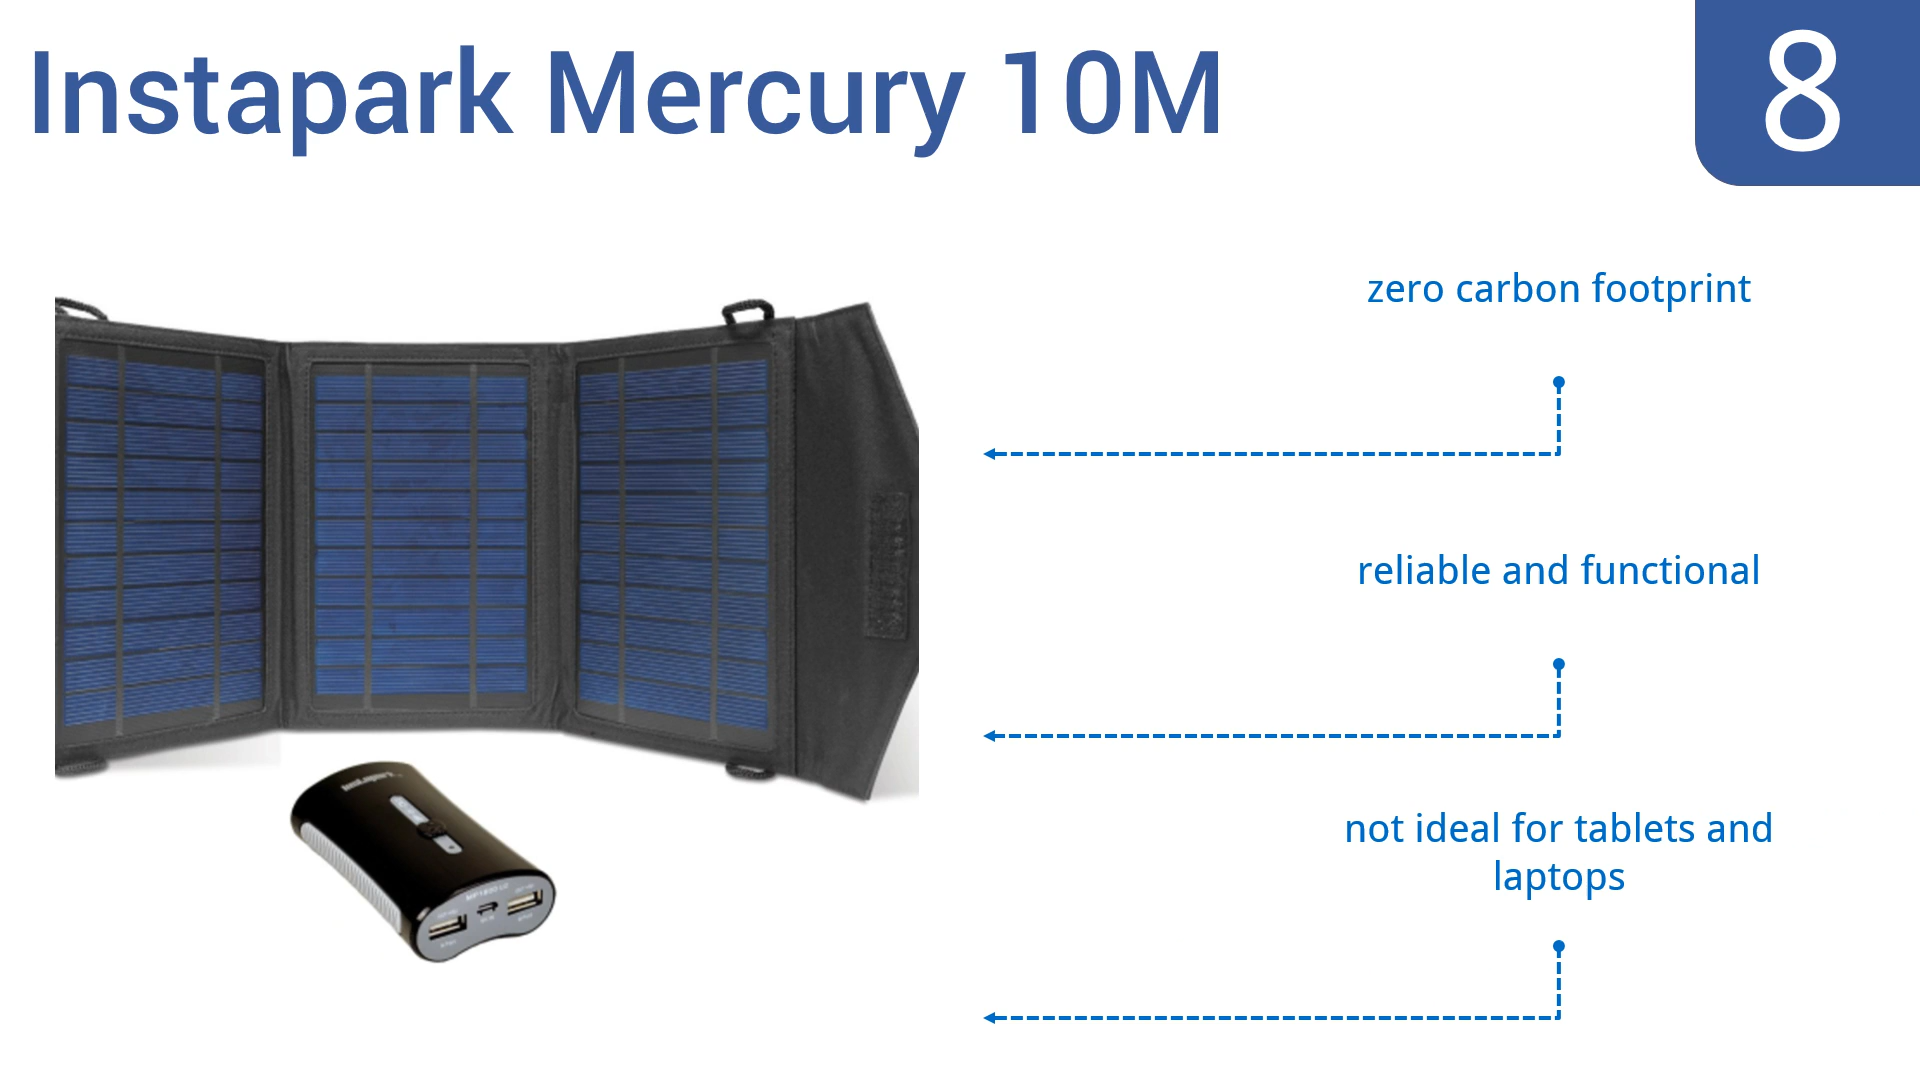 Instapark Mercury 10M
8
zero carbon footprint
reliable and functional
not ideal for tablets and
laptops